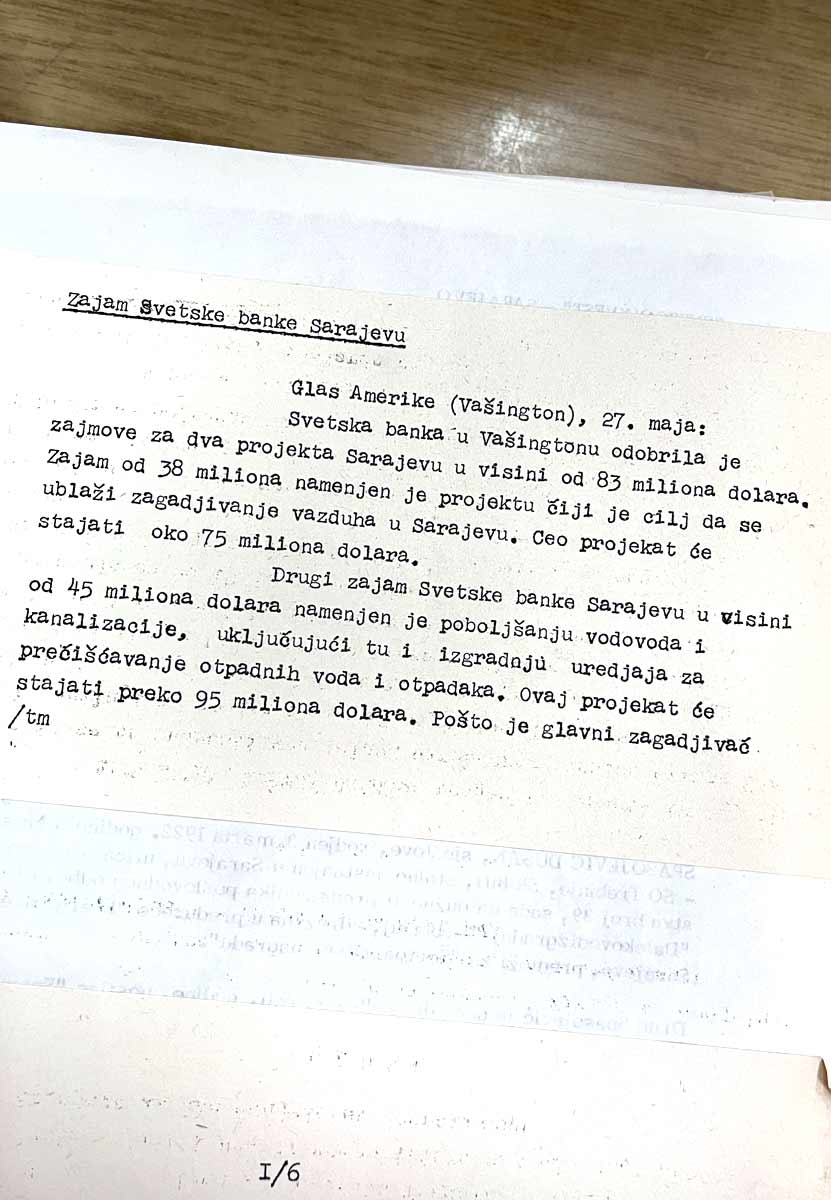 Zajam Svetske banke Sarajevu
Glas Amerike (Vašington), 27. maja:
Svetska banka u Vašingtonu odobrila je
zajmove za dva projekta Sarajevu u visini od 83 miliona dolara.
Zajam od 38 miliona namenjen je projektu čiji je cilj da se
ublaži zagadjivanje vazduha u Sarajevu. Ceo projekat će
stajati oko 75 miliona dolara.
Drugi zajam Svetske banke Sarajevu u visini
od 45 miliona dolara namenjen je poboljšanju vodovoda i
kanalizacije, uključujući tu i izgradnju uredjaja za
prečišćavanje otpadnih voda i otpadaka. Ovaj projekat će
stajati preko 95 miliona dolara. Pošto je glavni zagadjivač
/tm
I/6